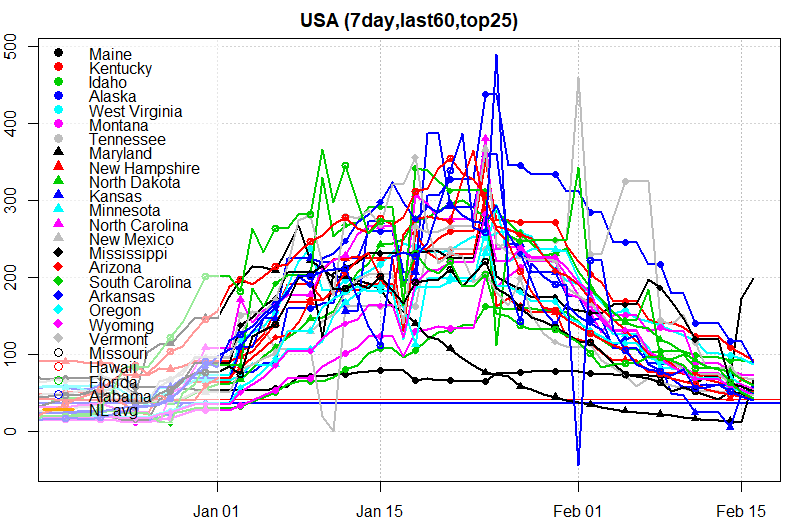 USA (7day,last60,top25)
500
400
300
200
100
0
Maine
Kentucky
Idaho
Alaska
West Virginia
Montana
Tennessee
Maryland
New Hampshire
North Dakota
Kansas
Minnesota
North Carolina
New Mexico
Mississippi
Arizona
South Carolina
Arkansas
Oregon
Wyoming
Vermont
Missouri
Hawaii
Florida
Alabama
NL avg
Jan 01 Jan 15 Feb 01 Feb 15